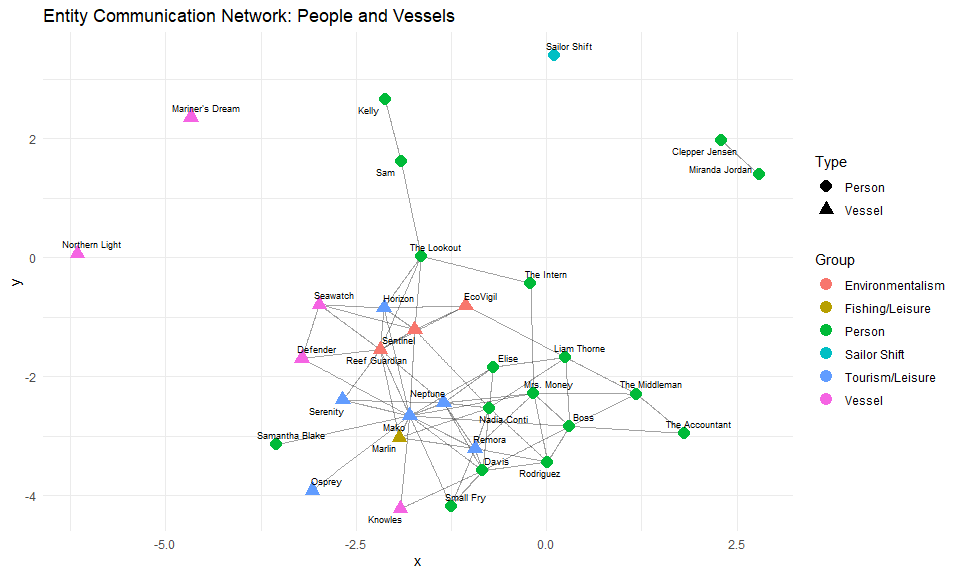 Entity Communication Network: People and Vessels
Sailor Shift
Mariner's Dream
Kelly
Clepper Jensen
Miranda Jordan
Sam
Northern Light
The Lookout
The Intern
Seawatch
Horizon
EcoVigil
Sentinel
Defender
Reef Guardian
Liam Thorne
Elise
Neptune
Mrs. Money
The Middleman
Serenity
Nadia Conti
Boss
Mako
The Accountant
Samantha Blake
Remora
Marlin
Davis
Rodriguez
Osprey
Small Fry
Knowles
2
0
-2
-4
y
-5.0
-2.5
0.0
2.5
x
Type
Person
Vessel
Group
Environmentalism
Fishing/Leisure
Person
Sailor Shift
Tourism/Leisure
Vessel